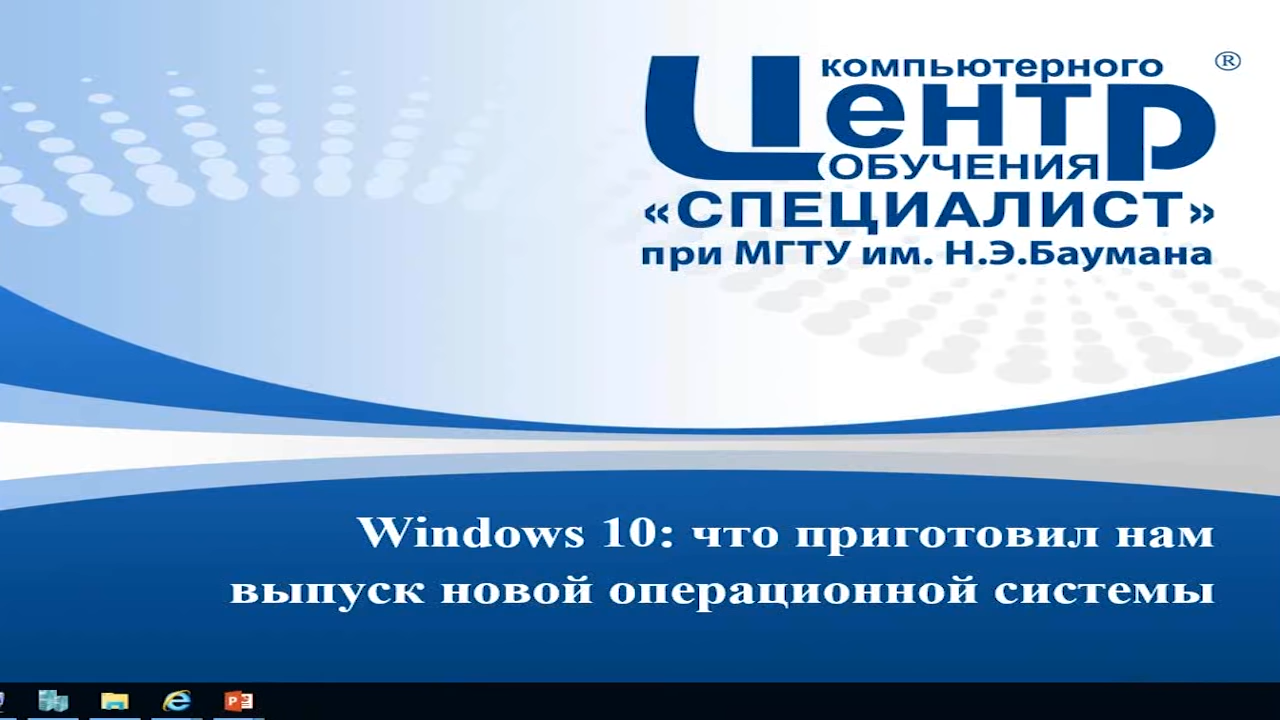 компьютерного
Центр ®
ОБУЧЕНИЯ
«СПЕЦИАЛИСТ»
при МГТУ им. Н.Э.Баумана
Windows 10: что приготовил нам
выпуск новой операционной системы